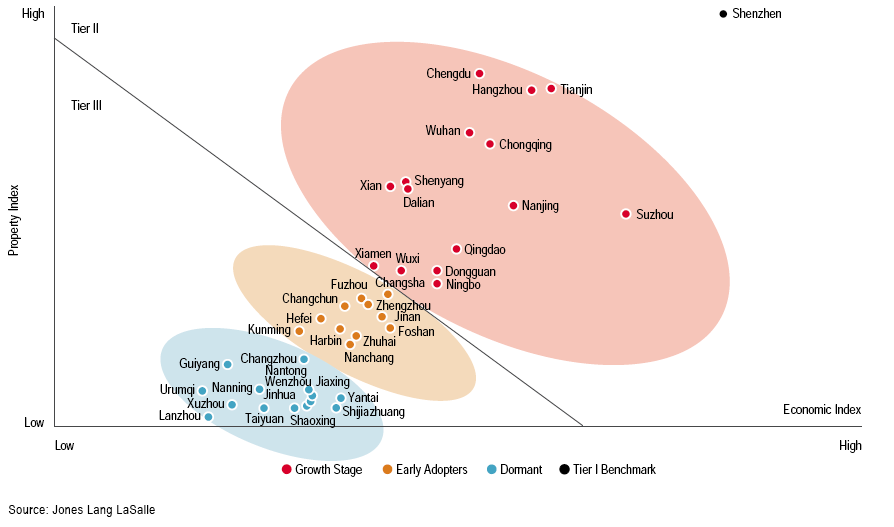 High
Shenzhen
Tier II
Chengdu
Hangzhou
Tianjin
Tier III
Wuhan
Chongqing
Xian
Shenyang
Dalian
Nanjing
Suzhou
Property Index
Qingdao
Xiamen
Wuxi
Dongguan
Ningbo
Fuzhou
Changsha
Changchun
Zhengzhou
Hefei
Jinan
Kunming
Foshan
Harbin
Zhuhai
Nanchang
Changzhou
Guiyang
Nantong
Wenzhou
Jiaxing
Urumqi
Nanning
Jinhua
Yantai
Xuzhou
Shijiazhuang
Lanzhou
Taiyuan
Shaoxing
Economic Index
Low
Low
High
Growth Stage
Early Adopters
Dormant
Tier I Benchmark
Source: Jones Lang LaSalle